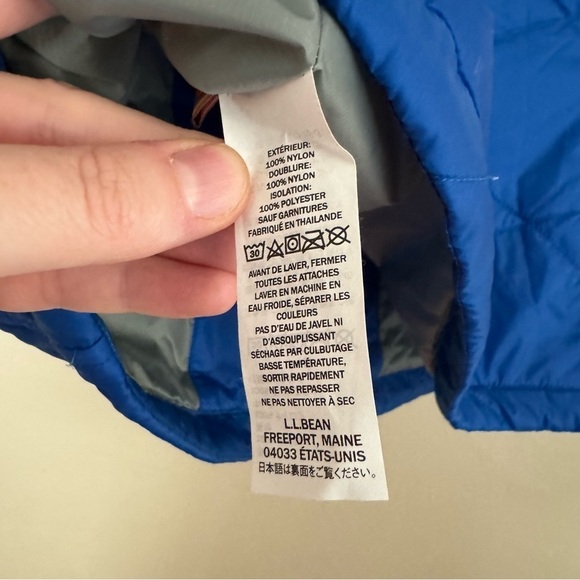 EXTÉRIEUR:
100% NYLON
DOUBLURE:
100% NYLON
ISOLATION:
100% POLYESTER
SAUF GARNITURES
FABRIQUÉ EN THAILANDE
30
AVANT DE LAVER, FERMER
TOUTES LES ATTACHES
LAVER EN MACHINE EN
EAU FROIDE, SÉPARER LES
COULEURS
PAS D'EAU DE JAVEL NI
D'ASSOUPLISSANT
SÉCHAGE PAR CULBUTAGE
BASSE TEMPÉRATURE,
SORTIR RAPIDEMENT
NE PAS REPASSER
NE PAS NETTOYER À SEC
L.L.BEAN
FREEPORT, MAINE
04033 ÉTATS-UNIS
日本語は裏面をご覧ください。